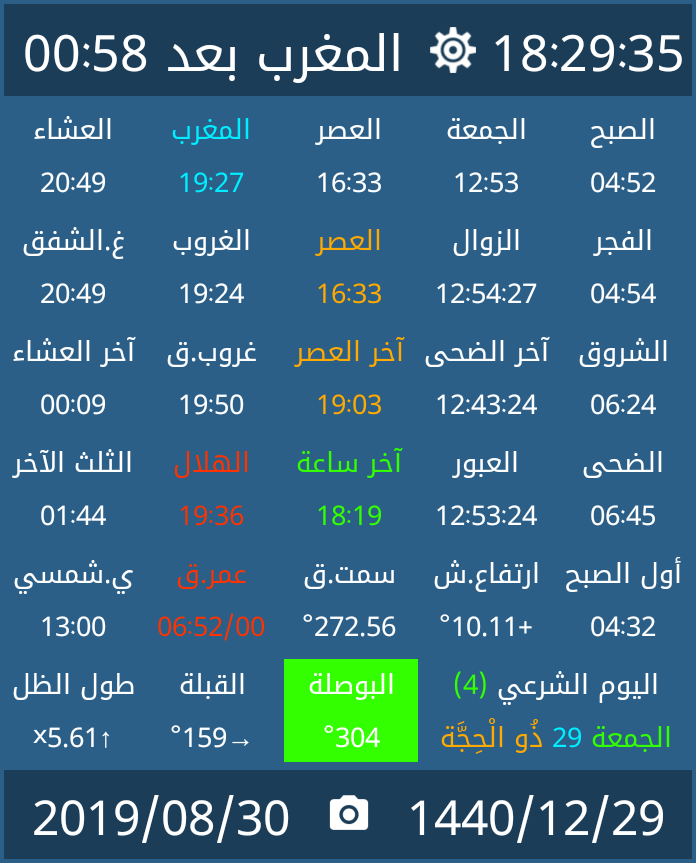 18:29:35 المغرب بعد 00:58
الصبح الجمعة العصر المغرب العشاء
04:52 12:53 16:33 19:27 20:49
الفجر الزوال العصر الغروب غ.الشفق
04:54 12:54:27 16:33 19:24 20:49
الشروق آخر الضحى آخر العصر غروب.ق آخر العشاء
06:24 12:43:24 19:03 19:50 00:09
الضحى العبور آخر ساعة الهلال الثلث الآخر
06:45 12:53:24 18:19 19:36 01:44
أول الصبح ارتفاع.ش سمت.ق عمر.ق ي.شمسي
04:32 +10.11° 272.56° 06:52/00 13:00
اليوم الشرعي (4) البوصلة القبلة طول الظل
الجمعة 29 ذُو الْحِجَّة 304° →159° ↑x5.61
1440/12/29 2019/08/30